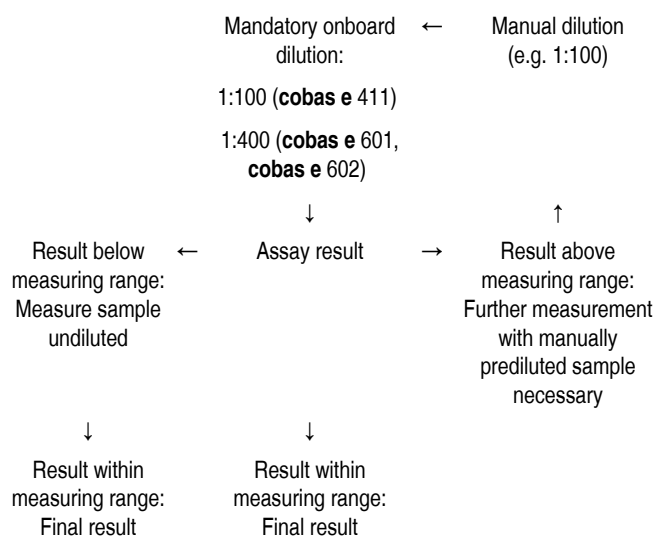 Mandatory onboard dilution: ← Manual dilution (e.g. 1:100)
1:100 (cobas e 411)
1:400 (cobas e 601,
cobas e 602)
↓ ↑
Result below
measuring range:
Measure sample
undiluted
← Assay result →
Result above
measuring range:
Further measurement
with manually
prediluted sample
necessary
↓ ↓
Result within
measuring range:
Final result
Result within
measuring range:
Final result